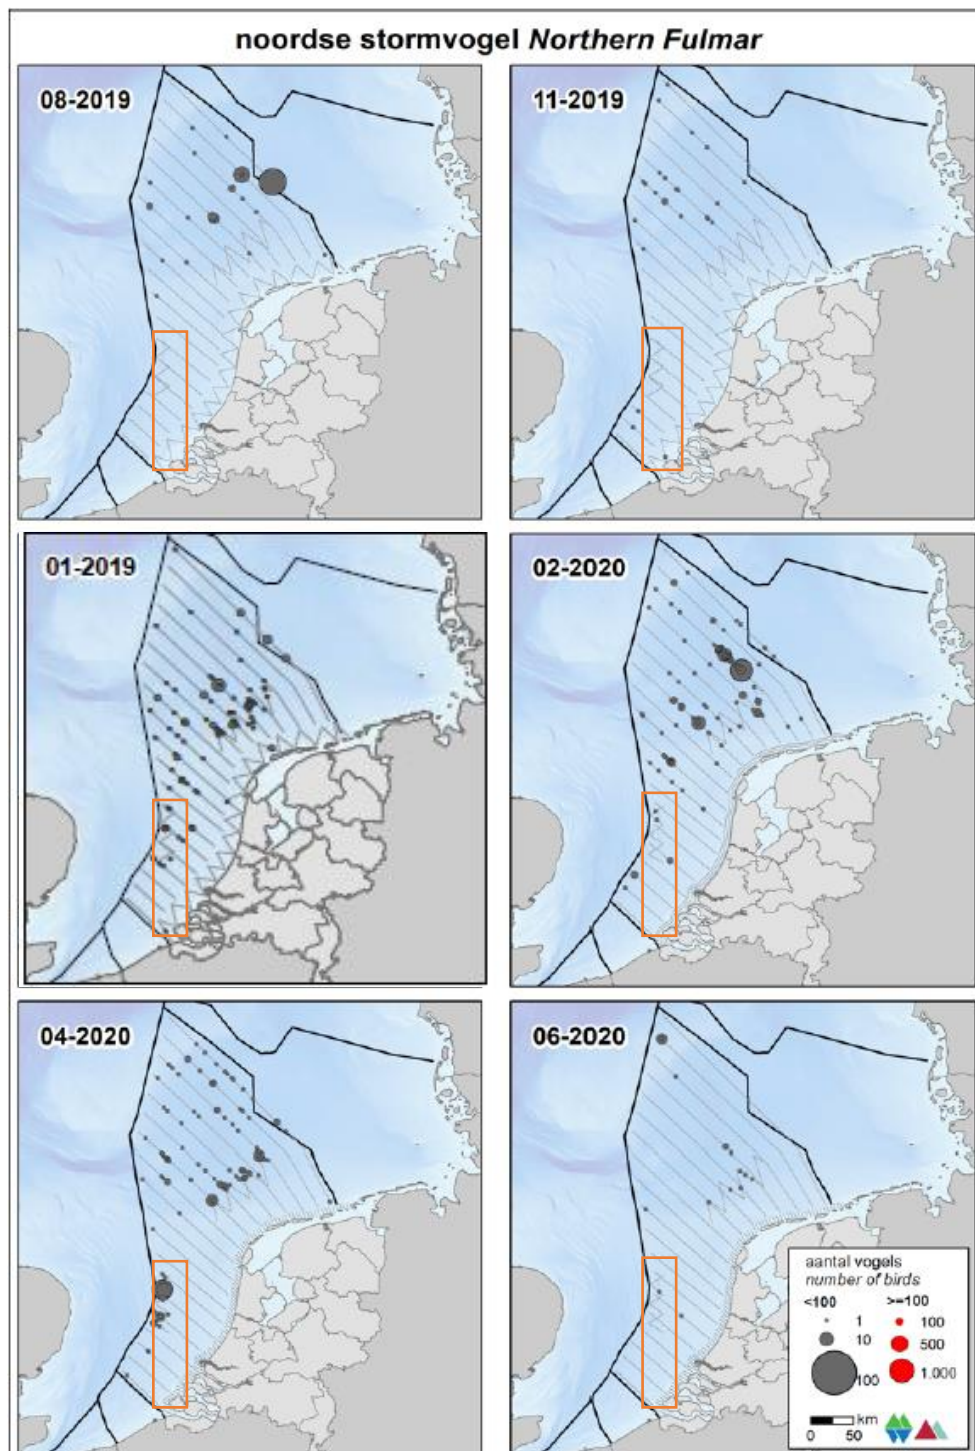 noordse stormvogel Northern Fulmar
08-2019
11-2019
01-2019
02-2020
04-2020
06-2020
aantal vogels
number of birds
<100 >=100
1 100
10 500
100 1.000
km
0 50